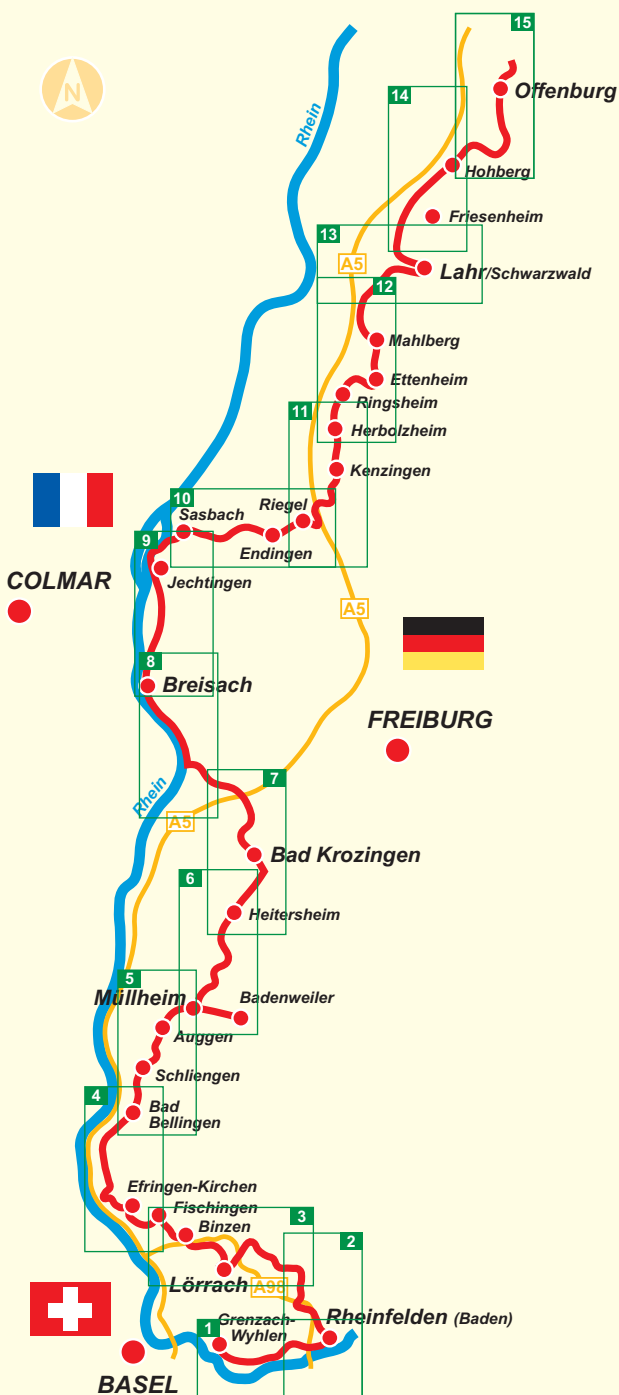 15
Offenburg
N
14
Rhein
Hohberg
Friesenheim
13
A5
Lahr/Schwarzwald
12
Mahlberg
Ettenheim
Ringsheim
11
Herbolzheim
Kenzingen
10
Riegel
Sasbach
9
Endingen
Jechtingen
COLMAR
A5
8
Breisach
FREIBURG
7
Rhein
A5
Bad Krozingen
6
Heitersheim
5
Müllheim
Badenweiler
Auggen
Schliengen
4
Bad
Bellingen
Efringen-Kirchen
Fischingen
3
Binzen
2
Lörrach
A98
1
Grenzach-
Wyhlen
Rheinfelden (Baden)
BASEL